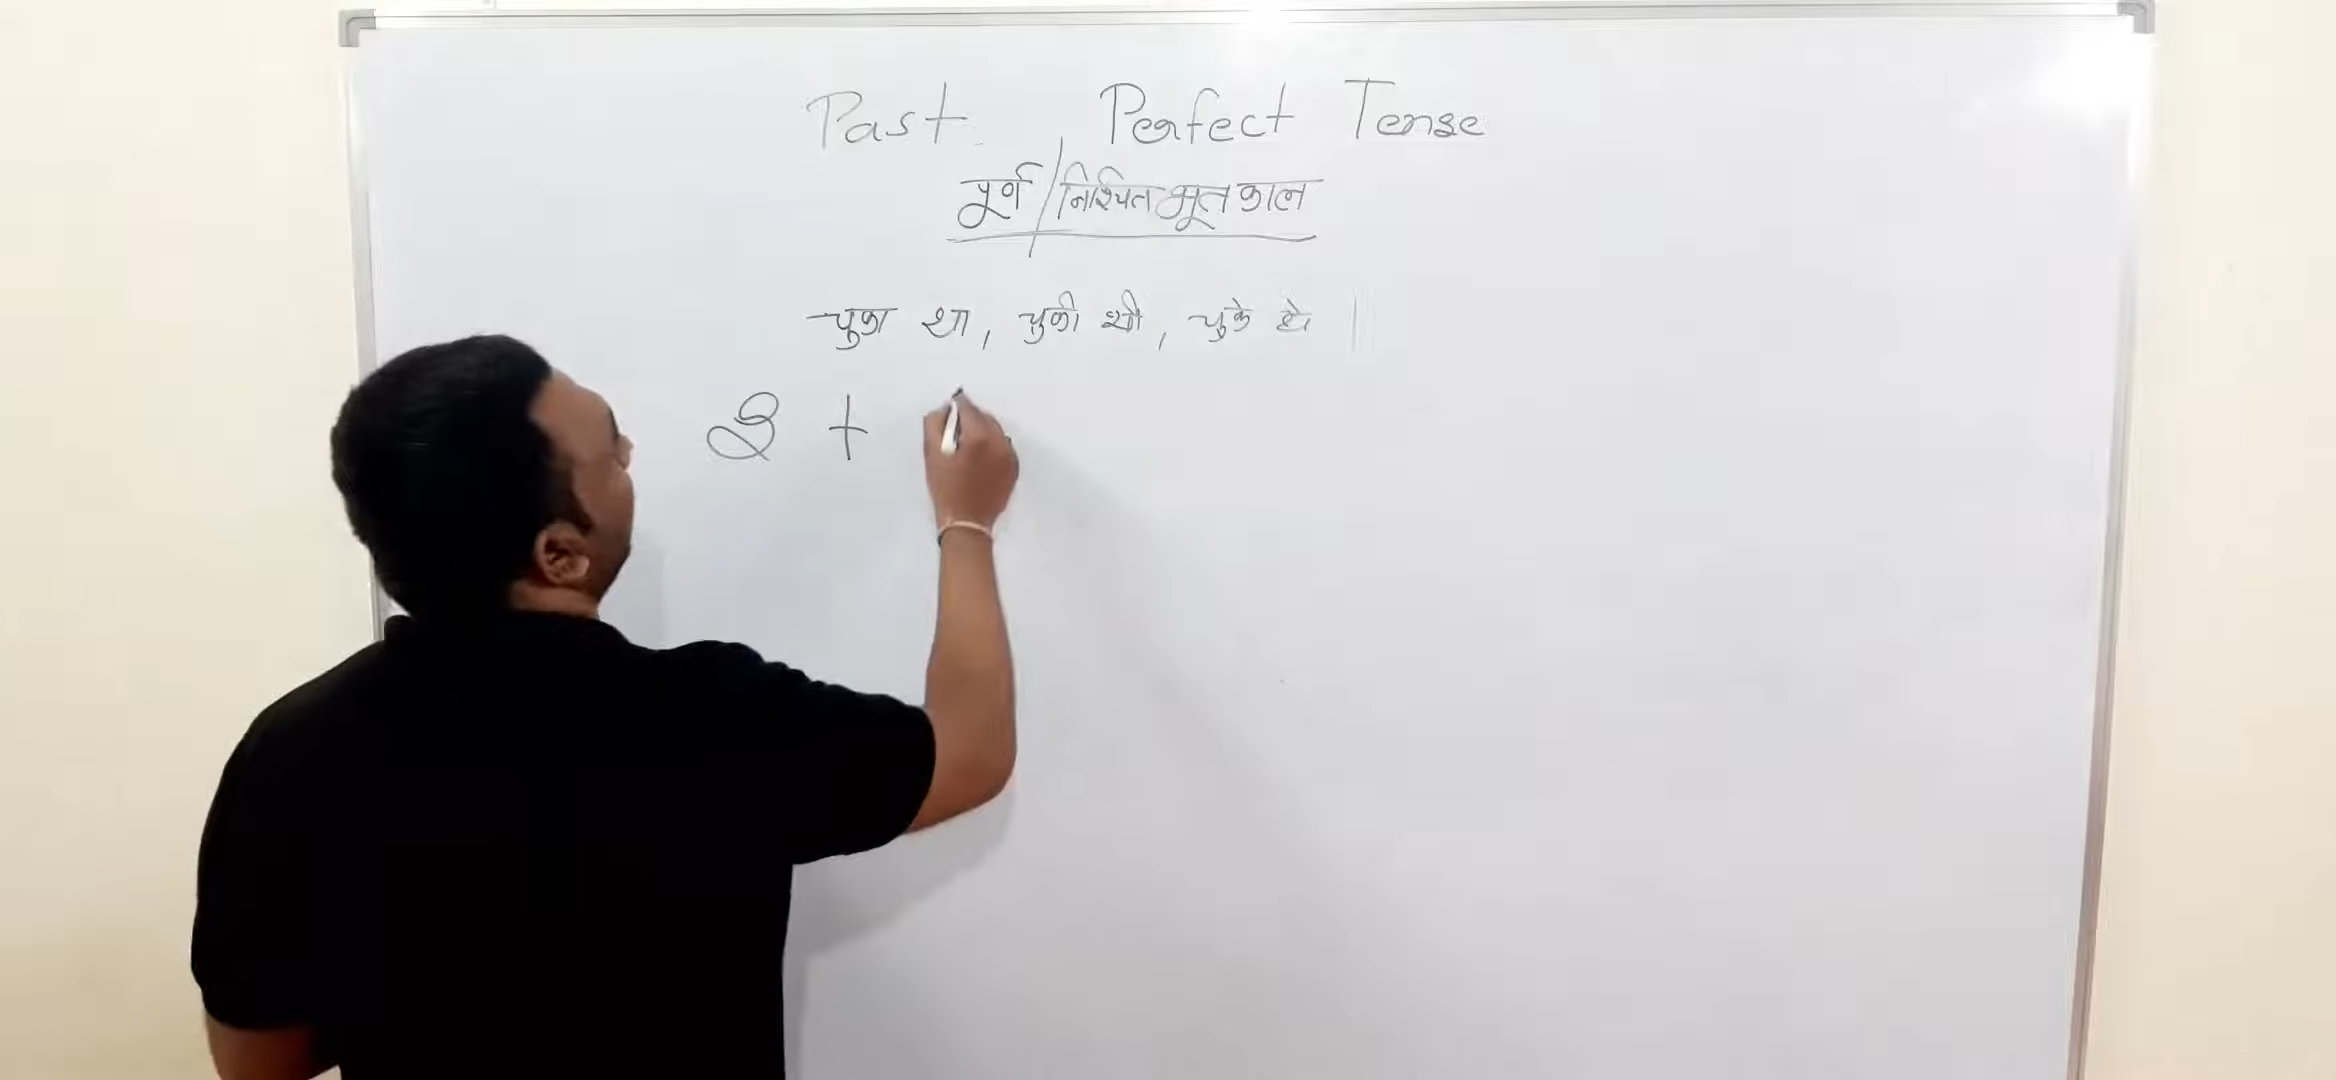 Past Perfect Tense
पूर्ण / निश्चित भूतकाल
चुका था, चुकी थी, चुके थे ।
S +